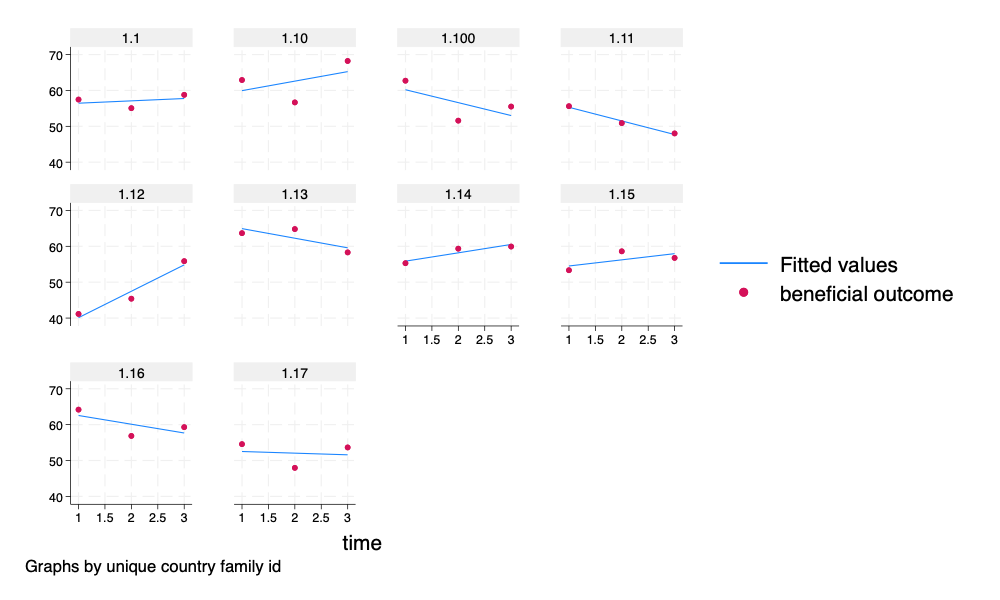 1.1 1.10 1.100 1.11
70
60
50
40
1.12 1.13 1.14 1.15
70
60
50
40
1 1.5 2 2.5 3 1 1.5 2 2.5 3
Fitted values
beneficial outcome
1.16 1.17
70
60
50
40
1 1.5 2 2.5 3 1 1.5 2 2.5 3
time
Graphs by unique country family id